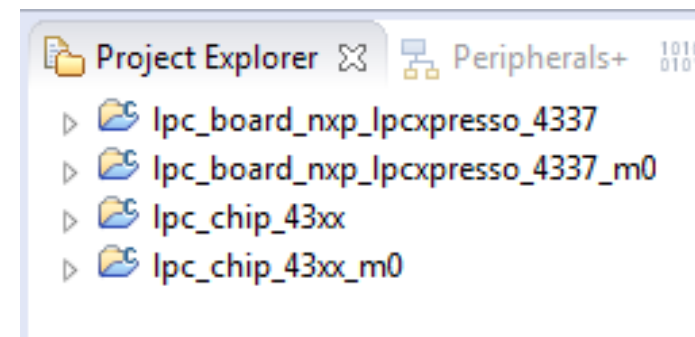 Project Explorer Peripherals+ 
lpc_board_nxp_lpcxpresso_4337
lpc_board_nxp_lpcxpresso_4337_m0
lpc_chip_43xx
lpc_chip_43xx_m0